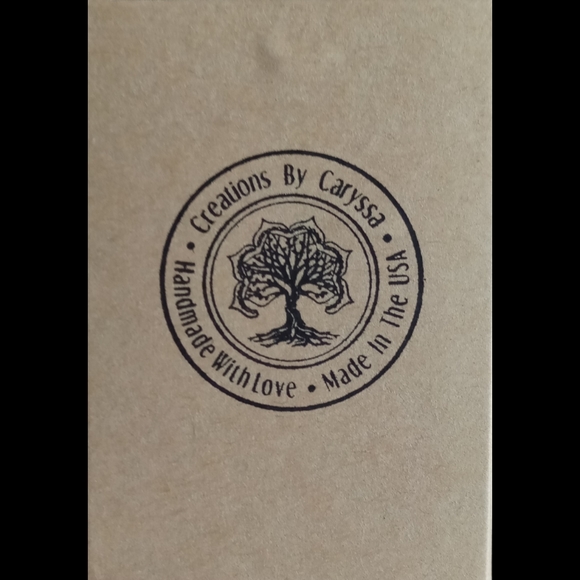 Creations By Caryssa
Made In The USA
Handmade With Love